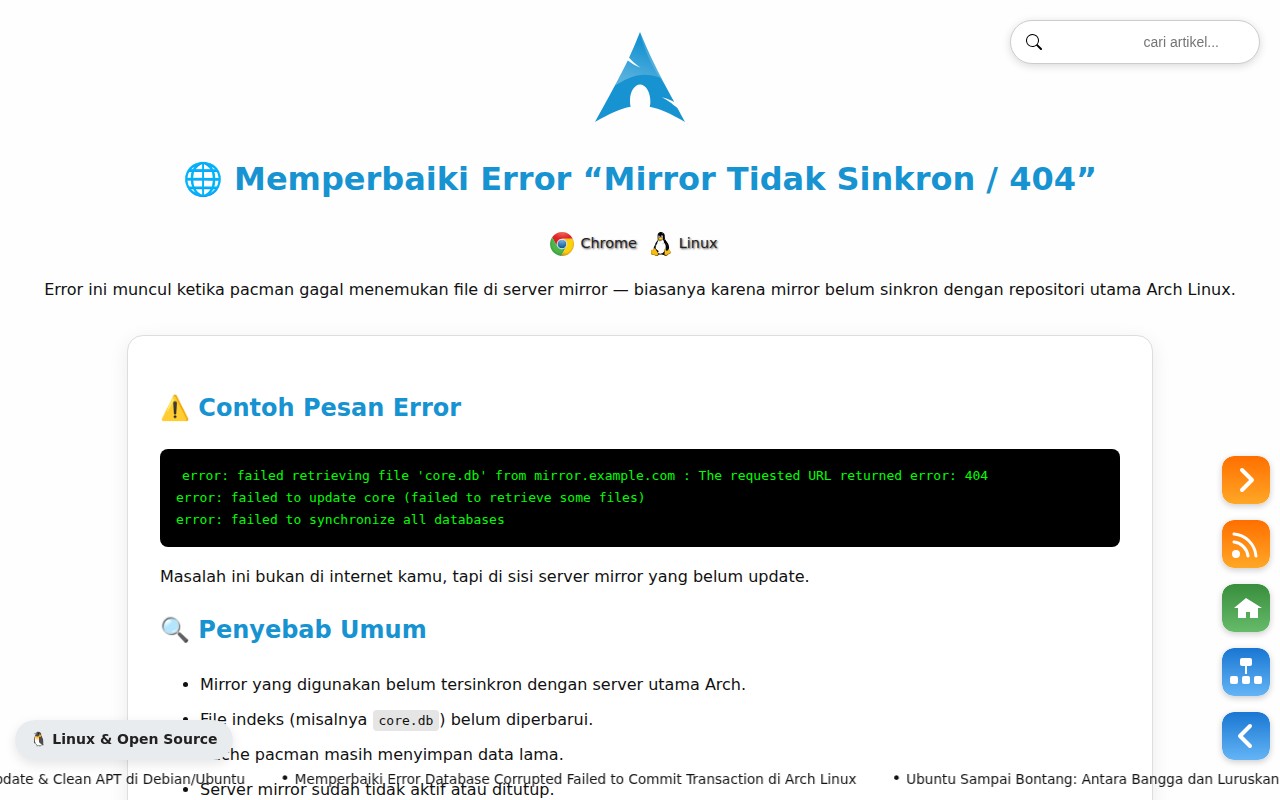 cari artikel...
🌐 Memperbaiki Error “Mirror Tidak Sinkron / 404”
Chrome Linux
Error ini muncul ketika pacman gagal menemukan file di server mirror — biasanya karena mirror belum sinkron dengan repositori utama Arch Linux.
⚠️ Contoh Pesan Error
error: failed retrieving file 'core.db' from mirror.example.com : The requested URL returned error: 404
error: failed to update core (failed to retrieve some files)
error: failed to synchronize all databases
Masalah ini bukan di internet kamu, tapi di sisi server mirror yang belum update.
🔍 Penyebab Umum
• Mirror yang digunakan belum tersinkron dengan server utama Arch.
• File indeks (misalnya core.db) belum diperbarui.
🐧 Linux & Open Source
che pacman masih menyimpan data lama.
pdate & Clean APT di Debian/Ubuntu • Memperbaiki Error Database Corrupted Failed to Commit Transaction di Arch Linux • Ubuntu Sampai Bontang: Antara Bangga dan Luruskan
• Server mirror sudah tidak aktif atau ditutup.